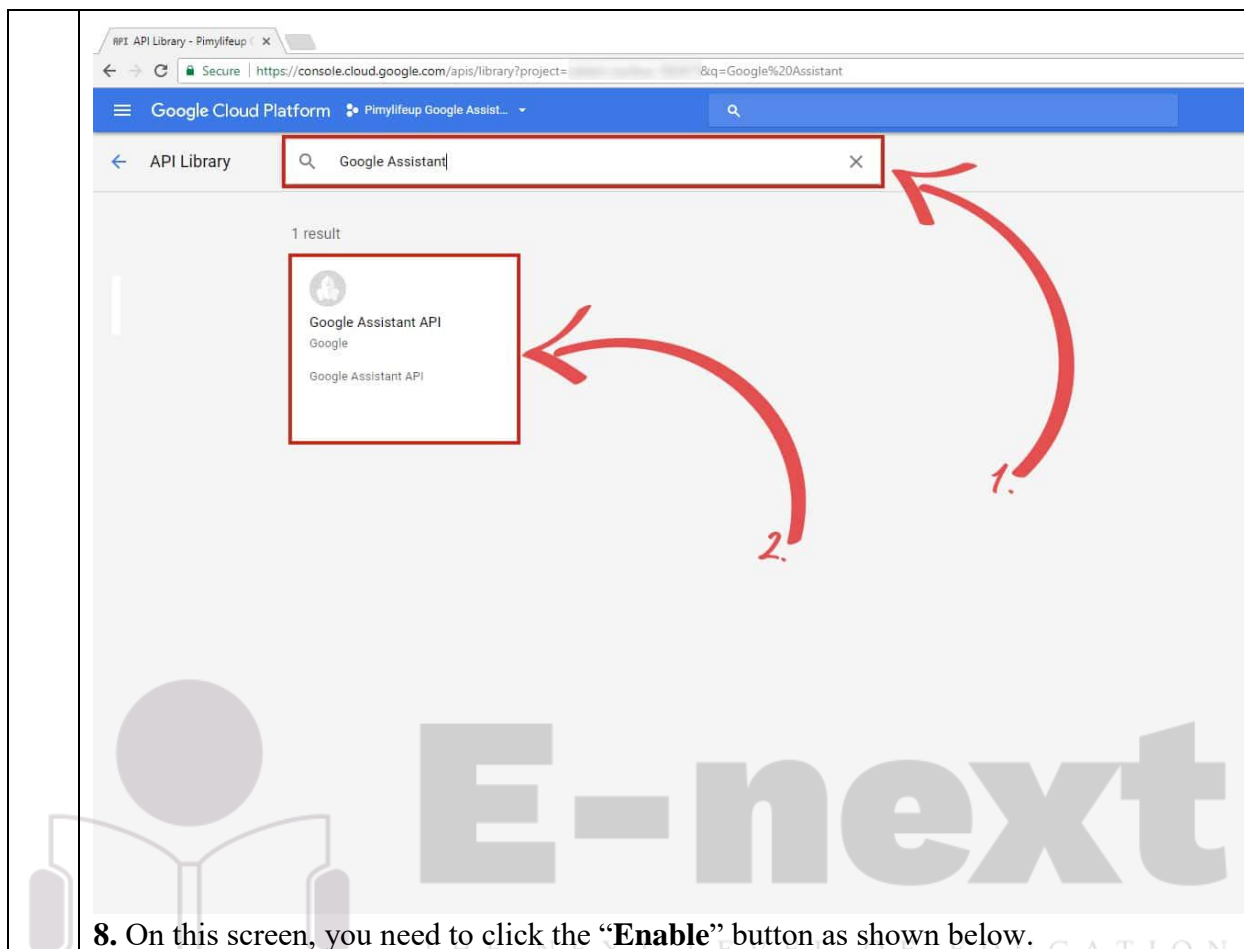 API API Library - Pimylifeup G ×
Secure | https://console.cloud.google.com/apis/library?project= &q=Google%20Assistant
Google Cloud Platform Pimylifeup Google Assist...
API Library Google Assistant ×
1 result
Google Assistant API
Google
Google Assistant API
1.
2.
E-next
8. On this screen, you need to click the “Enable” button as shown below.